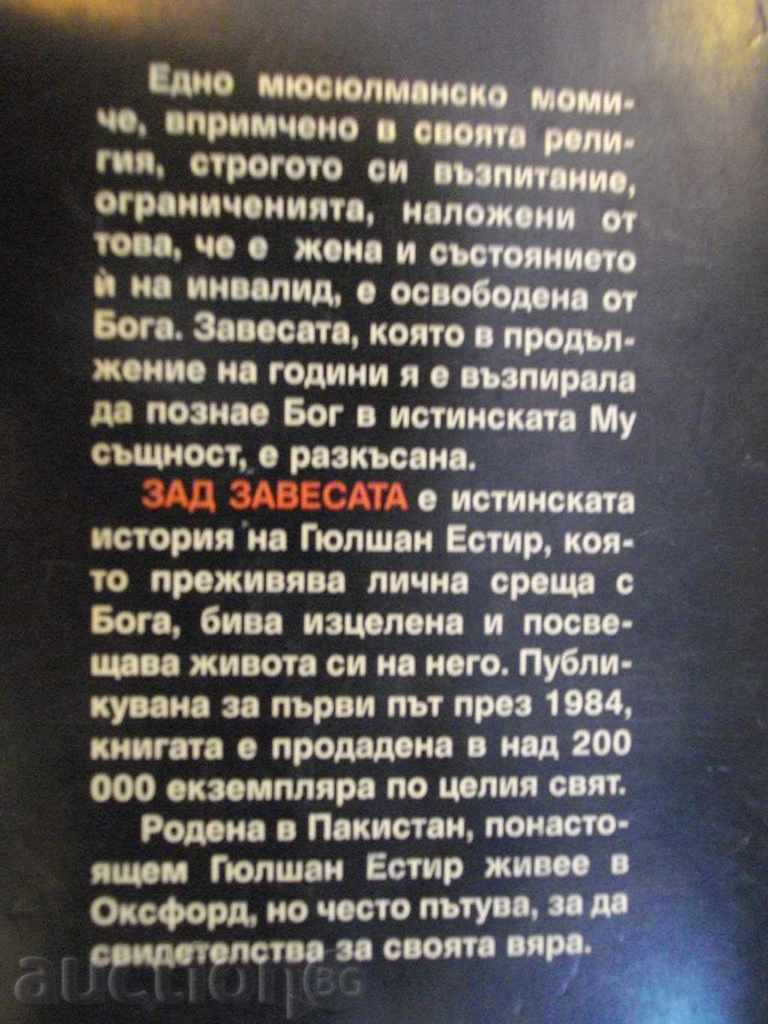 Едно мюсюлманско моми-
че, впримчено в своята рели-
гия, строгото си възпитание,
ограниченията, наложени от
това, че е жена и състоянието
ѝ на инвалид, е освободена от
Бога. Завесата, която в продъл-
жение на години я е възпирала
да познае Бог в истинската Му
същност, е разкъсана.
ЗАД ЗАВЕСАТА е истинската
история на Гюлшан Естир, коя-
то преживява лична среща с
Бога, бива изцелена и посве-
щава живота си на него. Публи-
кувана за първи път през 1984,
книгата е продадена в над 200
000 екземпляра по целия свят.
Родена в Пакистан, понасто-
ящем Гюлшан Естир живее в
Оксфорд, но често пътува, за да
свидетелства за своята вяра.
auctionBG